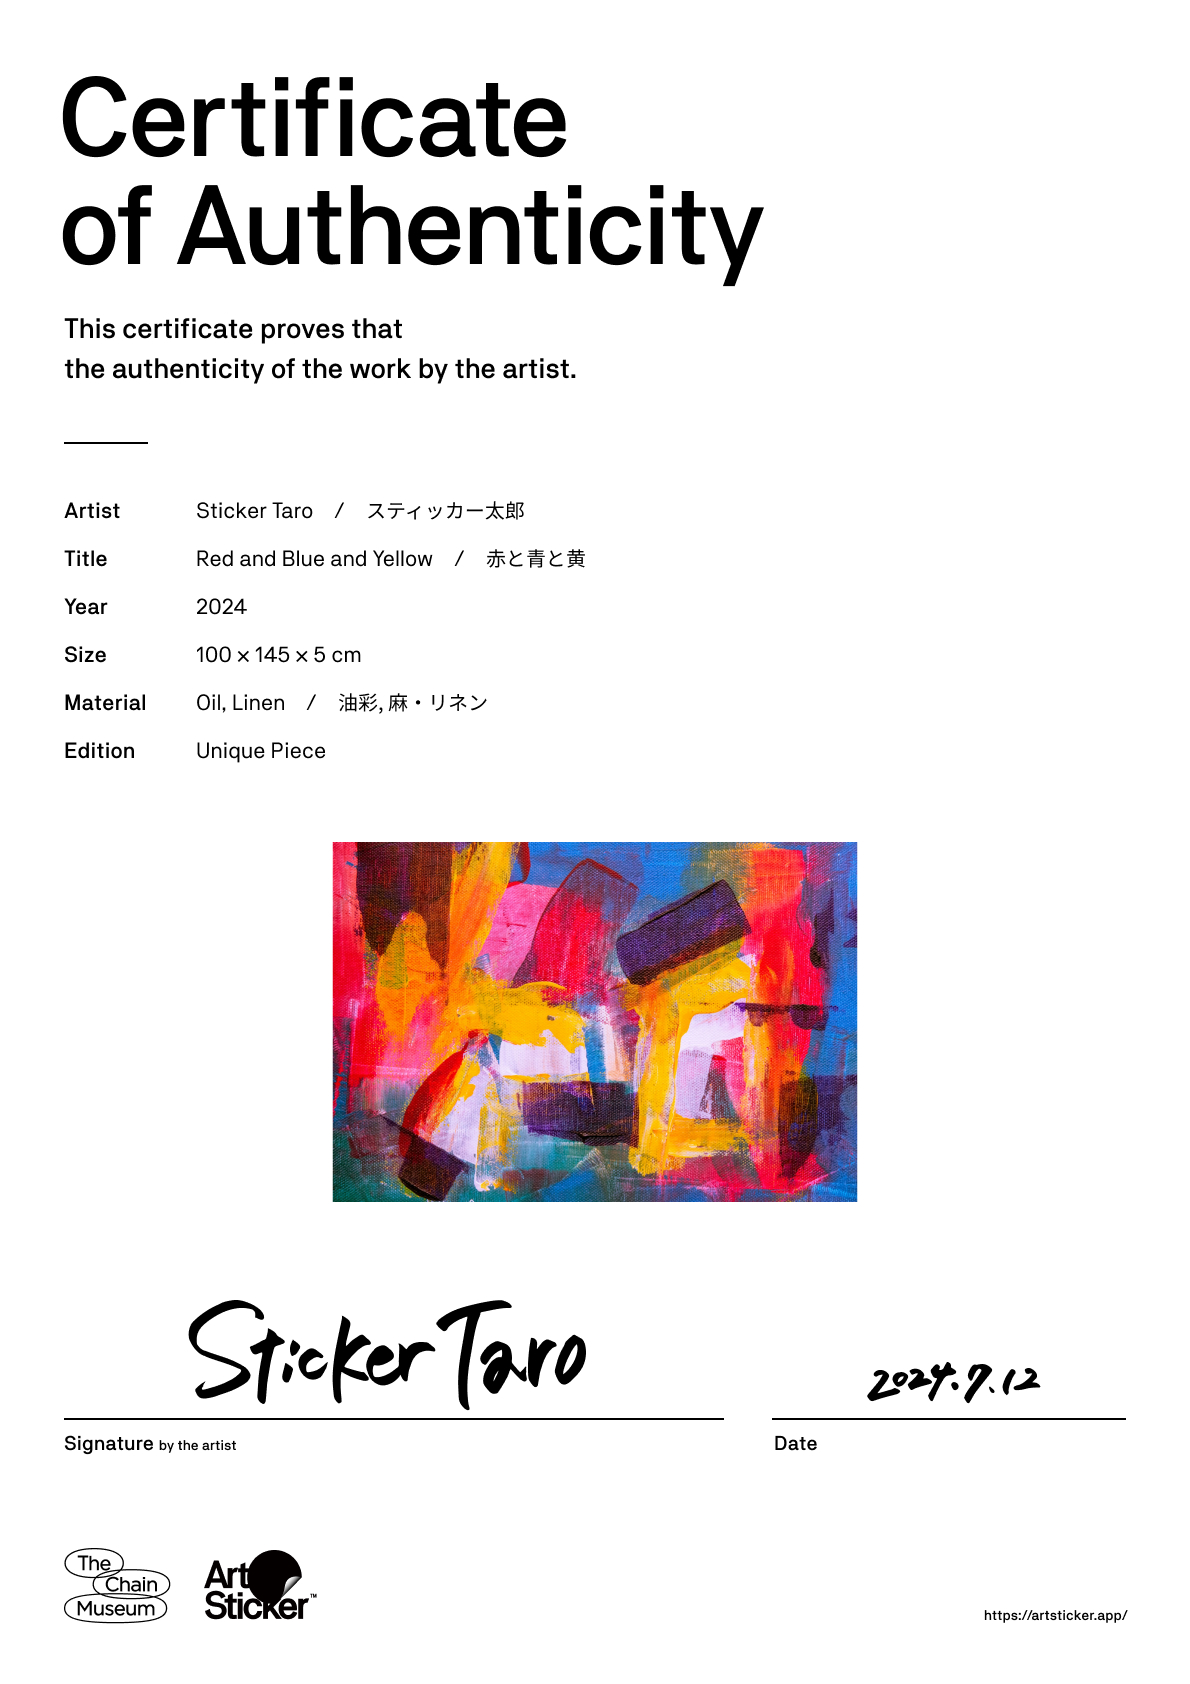 Certificate
of Authenticity
This certificate proves that
the authenticity of the work by the artist.
Artist Sticker Taro / スティッカー太郎
Title Red and Blue and Yellow / 赤と青と黄
Year 2024
Size 100 × 145 × 5 cm
Material Oil, Linen / 油彩, 麻・リネン
Edition Unique Piece
Sticker Taro 2024.7.12
Signature by the artist Date
The
Chain
Museum
Art
Sticker™
https://artsticker.app/